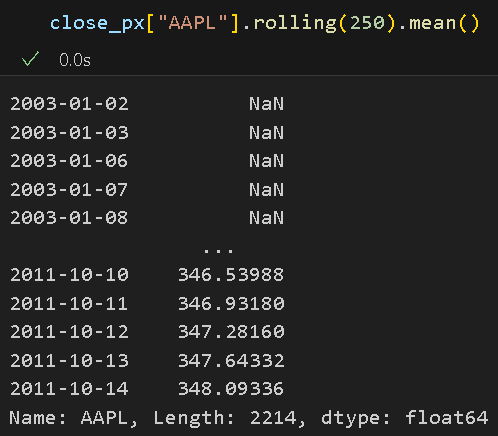 close_px["AAPL"].rolling(250).mean()
✓ 0.0s
2003-01-02 NaN
2003-01-03 NaN
2003-01-06 NaN
2003-01-07 NaN
2003-01-08 NaN
...
2011-10-10 346.53988
2011-10-11 346.93180
2011-10-12 347.28160
2011-10-13 347.64332
2011-10-14 348.09336
Name: AAPL, Length: 2214, dtype: float64